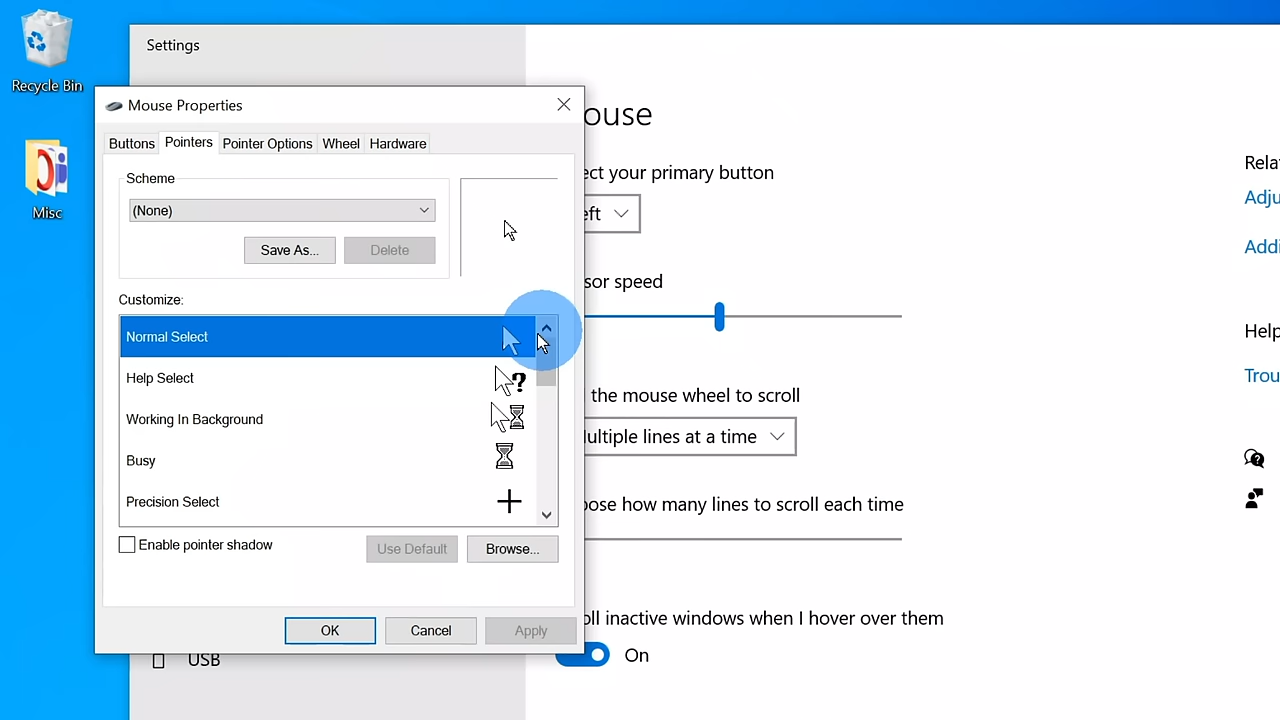 Recycle Bin
Misc
Settings
Mouse Properties
Buttons
Pointers
Pointer Options
Wheel
Hardware
Scheme
(None)
Save As...
Delete
Customize:
Normal Select
Help Select
Working In Background
Busy
Precision Select
Enable pointer shadow
Use Default
Browse...
OK
Cancel
Apply
USB
ouse
ect your primary button
eft
sor speed
the mouse wheel to scroll
ultiple lines at a time
ose how many lines to scroll each time
oll inactive windows when I hover over them
On
Rela
Adju
Addi
Help
Trou